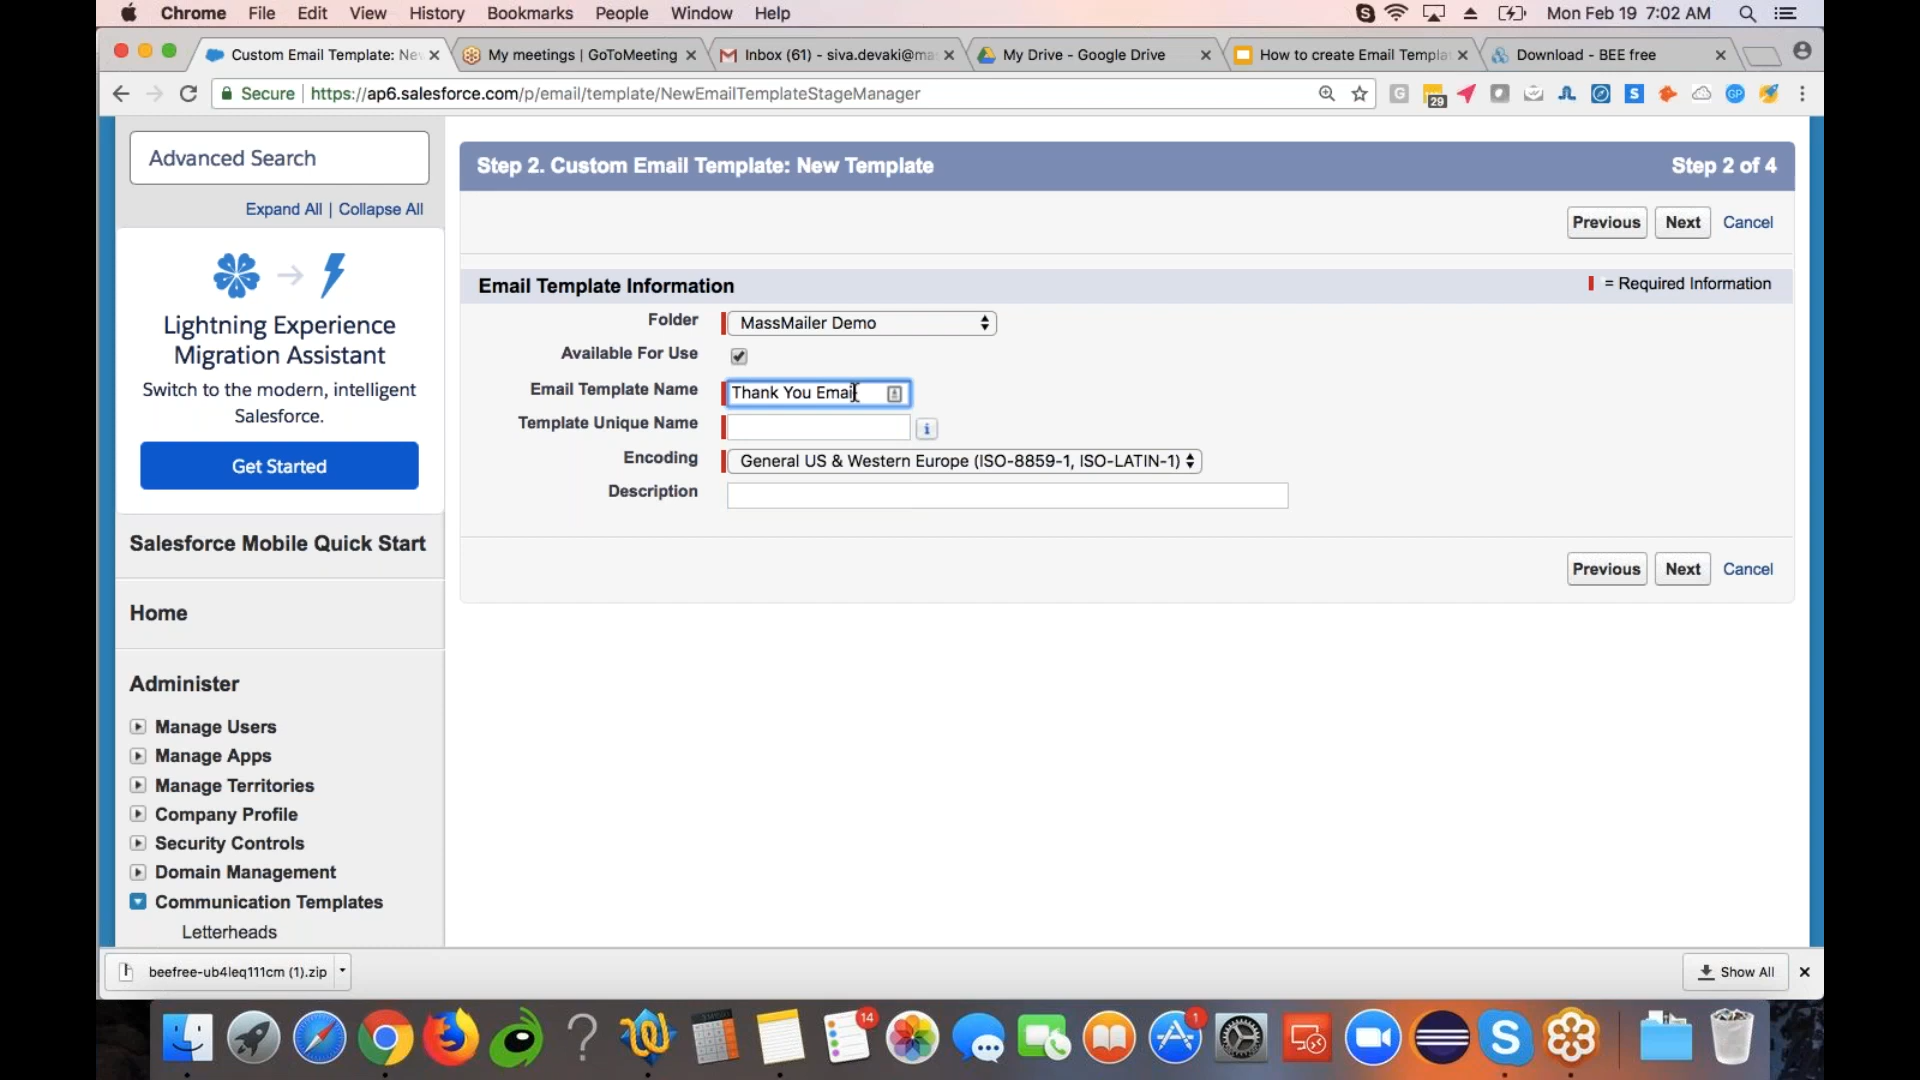 Chrome File Edit View History Bookmarks People Window Help Mon Feb 19 7:02 AM
Custom Email Template: Ne My meetings | GoToMeeting Inbox (61) - siva.devaki@ma My Drive - Google Drive How to create Email Templa Download - BEE free
Secure https://ap6.salesforce.com/p/email/template/NewEmailTemplateStageManager
G 29 S GP
Advanced Search
Expand All | Collapse All
Lightning Experience
Migration Assistant
Switch to the modern, intelligent
Salesforce.
Get Started
Salesforce Mobile Quick Start
Home
Administer
Manage Users
Manage Apps
Manage Territories
Company Profile
Security Controls
Domain Management
Communication Templates
Letterheads
Step 2. Custom Email Template: New Template Step 2 of 4
Previous Next Cancel
Email Template Information = Required Information
Folder MassMailer Demo
Available For Use
Email Template Name Thank You Email
Template Unique Name
Encoding General US & Western Europe (ISO-8859-1, ISO-LATIN-1)
Description
Previous Next Cancel
beefree-ub4leq111cm (1).zip Show All
14 1